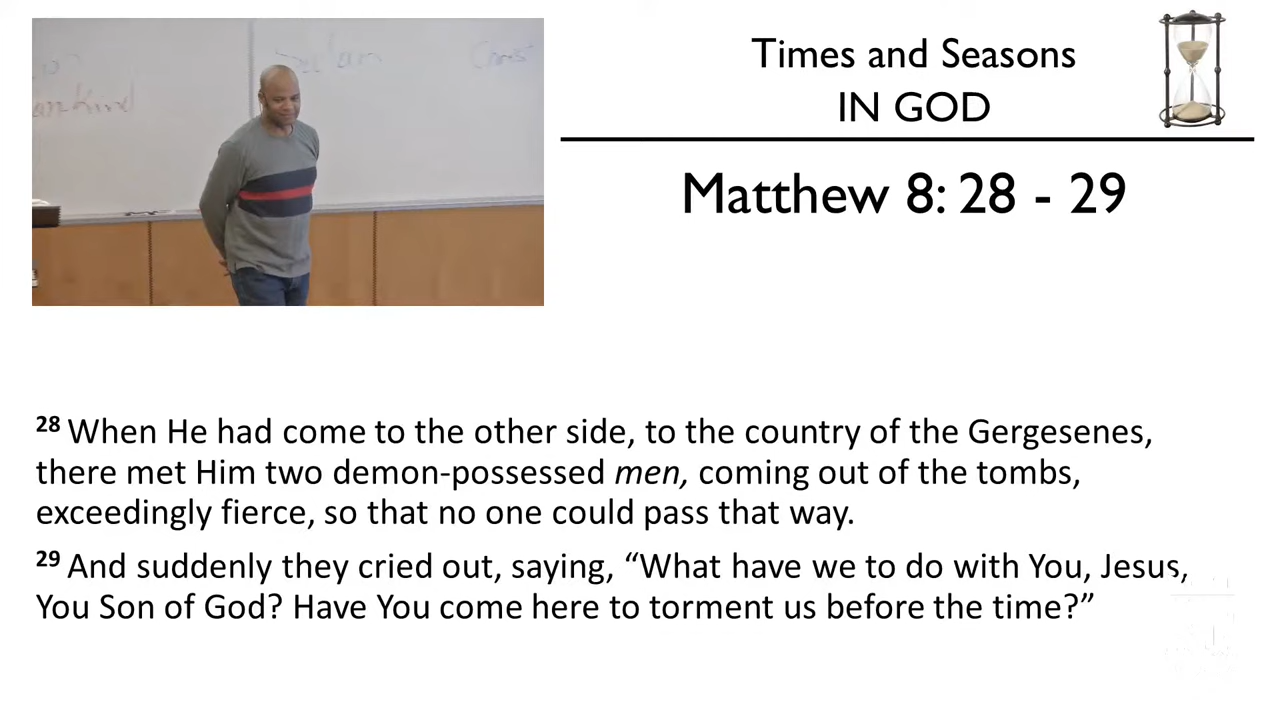 Times and Seasons
IN GOD
Matthew 8: 28 - 29
28 When He had come to the other side, to the country of the Gergesenes,
there met Him two demon-possessed men, coming out of the tombs,
exceedingly fierce, so that no one could pass that way.
29 And suddenly they cried out, saying, “What have we to do with You, Jesus,
You Son of God? Have You come here to torment us before the time?”